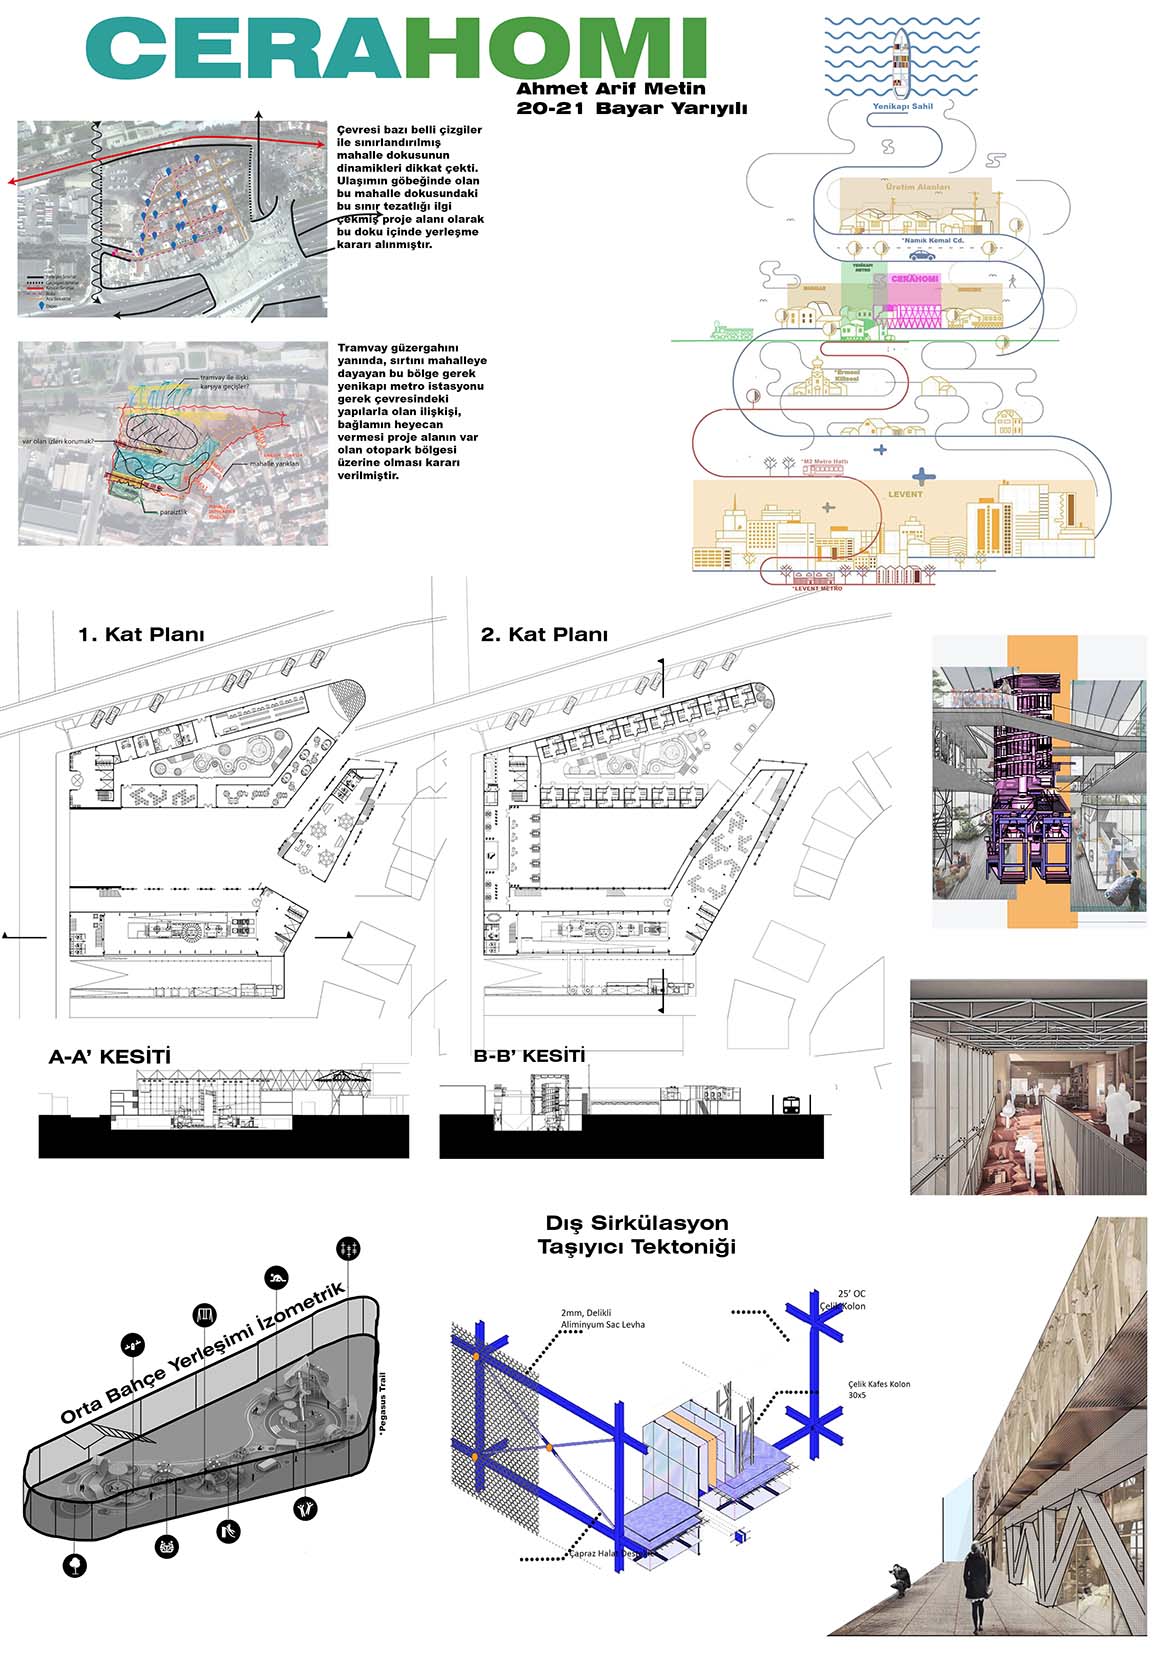 CERAHOMI
Ahmet Arif Metin
20-21 Bayar Yarıyılı
Çevresi bazı belli çizgiler
ile sınırlandırılmış
mahalle dokusunun
dinamikleri dikkat çekti.
Ulaşımın göbeğinde olan
bu mahalle dokusundaki
bu sınır tezatlığı ilgi
çekmiş proje alanı olarak
bu doku içinde yerleşme
kararı alınmıştır.
Tramvay güzergahını
yanında, sırtını mahalleye
dayayan bu bölge gerek
yenikapı metro istasyonu
gerek çevresindeki
yapılarla olan ilişkisi,
bağlamın heyecan
vermesi proje alanın var
olan otopark bölgesi
üzerine olması kararı
verilmiştir.
tramvay ile ilişki
karşıya geçişler?
var olan izleri korumak?
mahalle yarıkları
paraiztlik
Yenikapı Sahil
Üretim Alanları
*Namık Kemal Cd.
YENİKAPI
METRO
CERAHOMI
*Ermeni
Kilisesi
*M2 Metro Hattı
LEVENT
*LEVENT METRO
1. Kat Planı
2. Kat Planı
A-A’ KESİTİ
B-B’ KESİTİ
Orta Bahçe Yerleşimi İzometrik
*Pegasus Trail
Dış Sirkülasyon
Taşıyıcı Tektoniği
2mm, Delikli
Aliminyum Sac Levha
25’ OC
Çelik Kolon
Çelik Kafes Kolon
30x5
Çapraz Halat